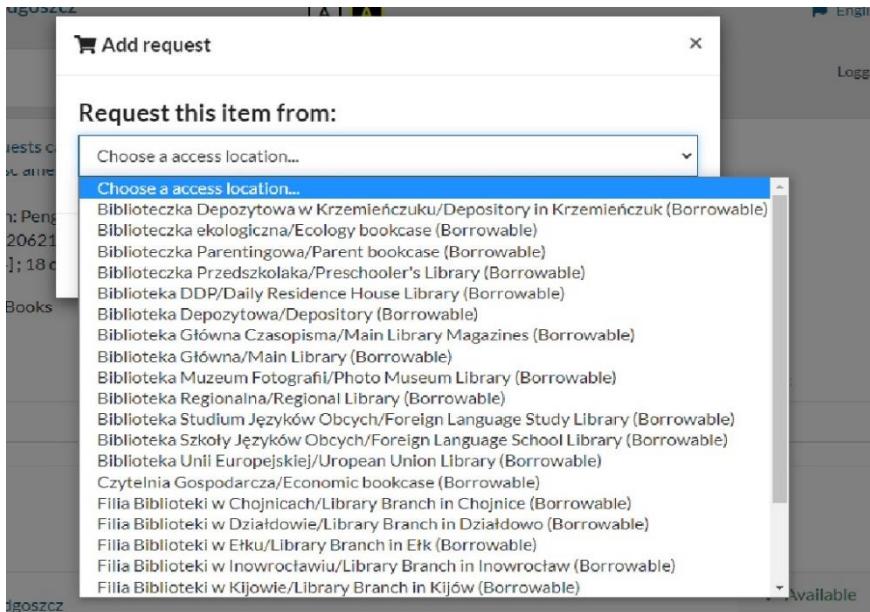 dgoszcz
A A
Engli
Add request ×
Logg
Request this item from:
uests c
Choose a access location...
Choose a access location...
Biblioteczka Depozytowa w Krzemieńczuku/Depository in Krzemieńczuk (Borrowable)
n: Peng
Biblioteczka ekologiczna/Ecology bookcase (Borrowable)
20621
Biblioteczka Parentingowa/Parent bookcase (Borrowable)
-]; 18 c
Biblioteczka Przedszkolaka/Preschooler's Library (Borrowable)
Biblioteka DDP/Daily Residence House Library (Borrowable)
Books
Biblioteka Depozytowa/Depository (Borrowable)
Biblioteka Główna Czasopisma/Main Library Magazines (Borrowable)
Biblioteka Główna/Main Library (Borrowable)
Biblioteka Muzeum Fotografii/Photo Museum Library (Borrowable)
Biblioteka Regionalna/Regional Library (Borrowable)
Biblioteka Studium Języków Obcych/Foreign Language Study Library (Borrowable)
Biblioteka Szkoły Języków Obcych/Foreign Language School Library (Borrowable)
Biblioteka Unii Europejskiej/Uropean Union Library (Borrowable)
Czytelnia Gospodarcza/Economic bookcase (Borrowable)
Filia Biblioteki w Chojnicach/Library Branch in Chojnice (Borrowable)
Filia Biblioteki w Działdowie/Library Branch in Działdowo (Borrowable)
Filia Biblioteki w Ełku/Library Branch in Ełk (Borrowable)
Filia Biblioteki w Inowrocławiu/Library Branch in Inowrocław (Borrowable)
Filia Biblioteki w Kijowie/Library Branch in Kijów (Borrowable)
Available
dgoszcz